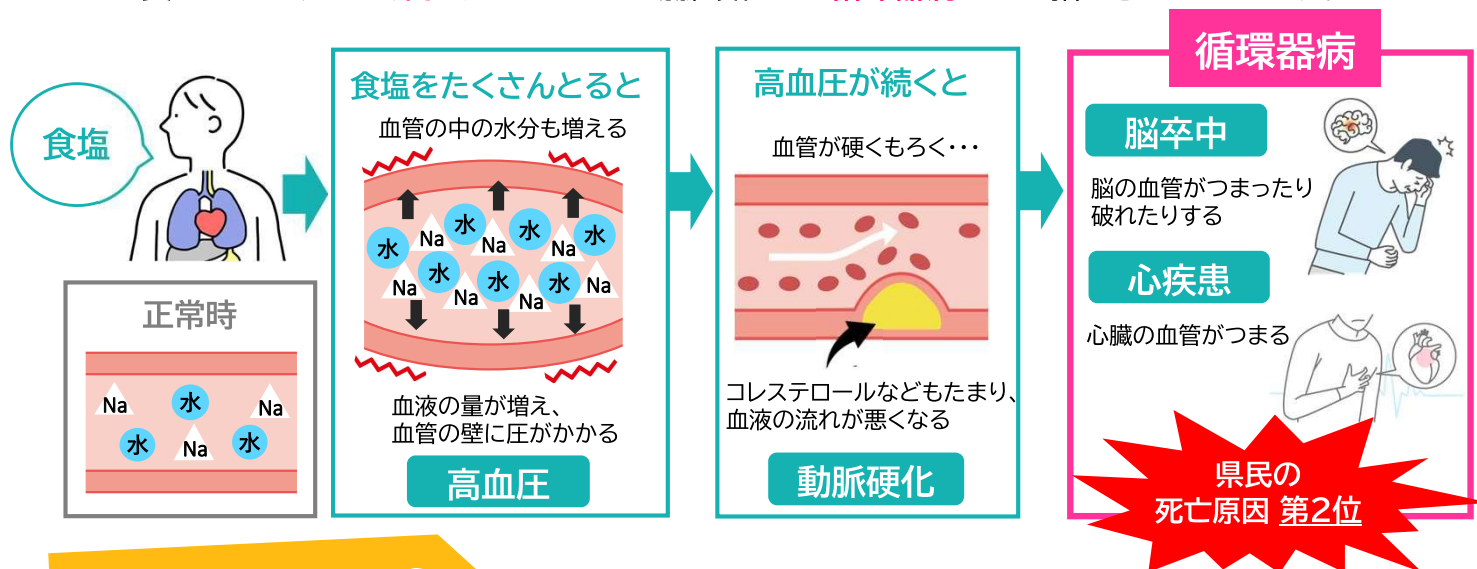 食塩
正常時
Na
水
Na
水
Na
水
食塩をたくさんとると
血管の中の水分も増える
水
Na
水
Na
水
Na
水
Na
水
Na
水
Na
水
Na
血液の量が増え、
血管の壁に圧がかかる
高血圧
高血圧が続くと
血管が硬くもろく･･･
コレステロールなどもたまり、
血液の流れが悪くなる
動脈硬化
循環器病
脳卒中
脳の血管がつまったり
破れたりする
心疾患
心臓の血管がつまる
県民の
死亡原因 第2位